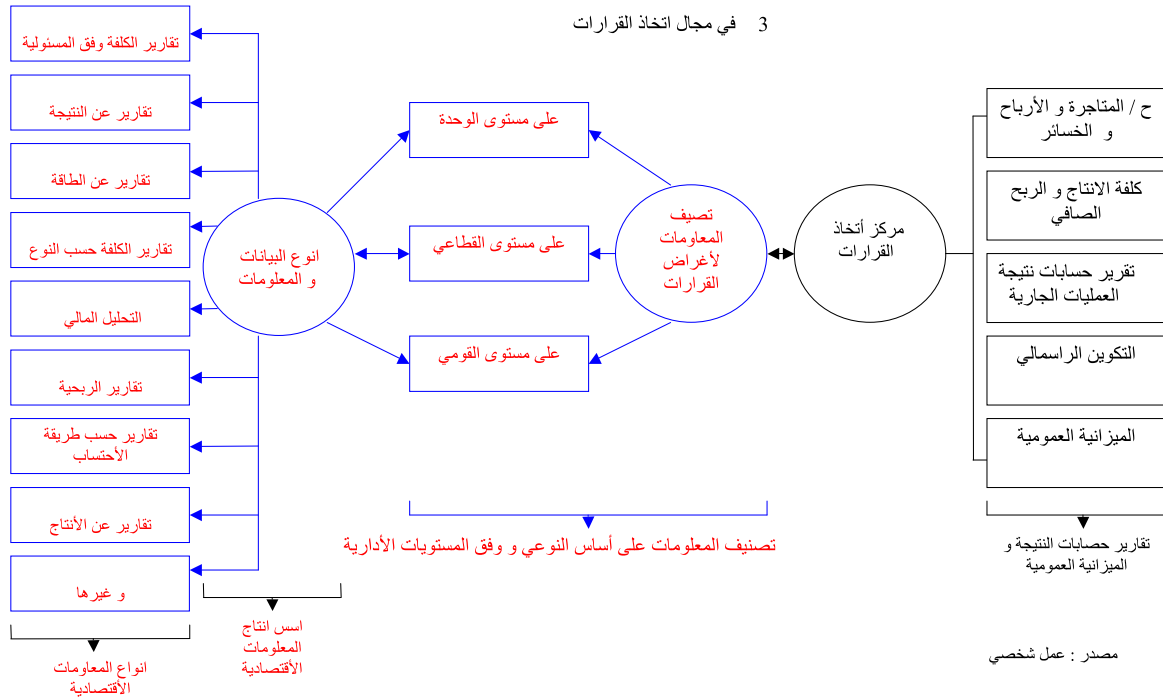 3 في مجال اتخاذ القرارات
ح / المتاجرة و الأرباح
و الخسائر
كلفة الانتاج و الربح
الصافي
تقرير حسابات نتيجة
العمليات الجارية
التكوين الراسمالي
الميزانية العمومية
تقارير حصابات النتيجة و
الميزانية العمومية
مركز أتخاذ
القرارات
تصيف
المعاومات
لأغراض
القرارات
على مستوى الوحدة
على مستوى القطاعي
على مستوى القومي
تصنيف المعلومات على أساس النوعي و وفق المستويات الأدارية
انوع البيانات
و المعلومات
اسس انتاج
المعلومات
الأقتصادية
تقارير الكلفة وفق المسئولية
تقارير عن النتيجة
تقارير عن الطاقة
تقارير الكلفة حسب النوع
التحليل المالي
تقارير الربحية
تقارير حسب طريقة
الأحتساب
تقارير عن الأنتاج
و غيرها
انواع المعاومات
الأقتصادية
مصدر : عمل شخصي